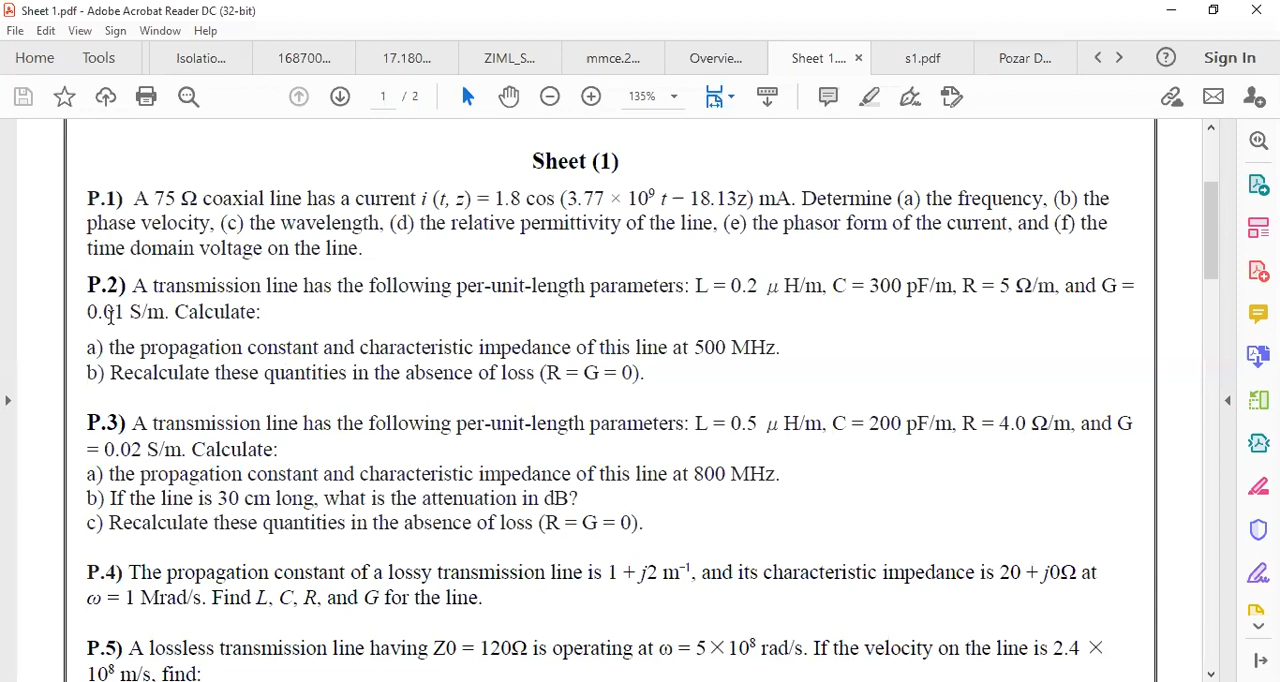 Sheet 1.pdf - Adobe Acrobat Reader DC (32-bit)
File Edit View Sign Window Help
Home Tools Isolatio... 168700... 17.180... ZIML_S... mmce.2... Overvie... Sheet 1.... × s1.pdf Pozar D... Sign In
1 / 2 135%
Sheet (1)
P.1) A 75 Ω coaxial line has a current i (t, z) = 1.8 cos (3.77 × 10⁹ t − 18.13z) mA. Determine (a) the frequency, (b) the
phase velocity, (c) the wavelength, (d) the relative permittivity of the line, (e) the phasor form of the current, and (f) the
time domain voltage on the line.
P.2) A transmission line has the following per-unit-length parameters: L = 0.2 μ H/m, C = 300 pF/m, R = 5 Ω/m, and G =
0.01 S/m. Calculate:
a) the propagation constant and characteristic impedance of this line at 500 MHz.
b) Recalculate these quantities in the absence of loss (R = G = 0).
P.3) A transmission line has the following per-unit-length parameters: L = 0.5 μ H/m, C = 200 pF/m, R = 4.0 Ω/m, and G
= 0.02 S/m. Calculate:
a) the propagation constant and characteristic impedance of this line at 800 MHz.
b) If the line is 30 cm long, what is the attenuation in dB?
c) Recalculate these quantities in the absence of loss (R = G = 0).
P.4) The propagation constant of a lossy transmission line is 1 + j2 m⁻¹, and its characteristic impedance is 20 + j0Ω at
ω = 1 Mrad/s. Find L, C, R, and G for the line.
P.5) A lossless transmission line having Z0 = 120Ω is operating at ω = 5 × 10⁸ rad/s. If the velocity on the line is 2.4 ×
10⁸ m/s, find: